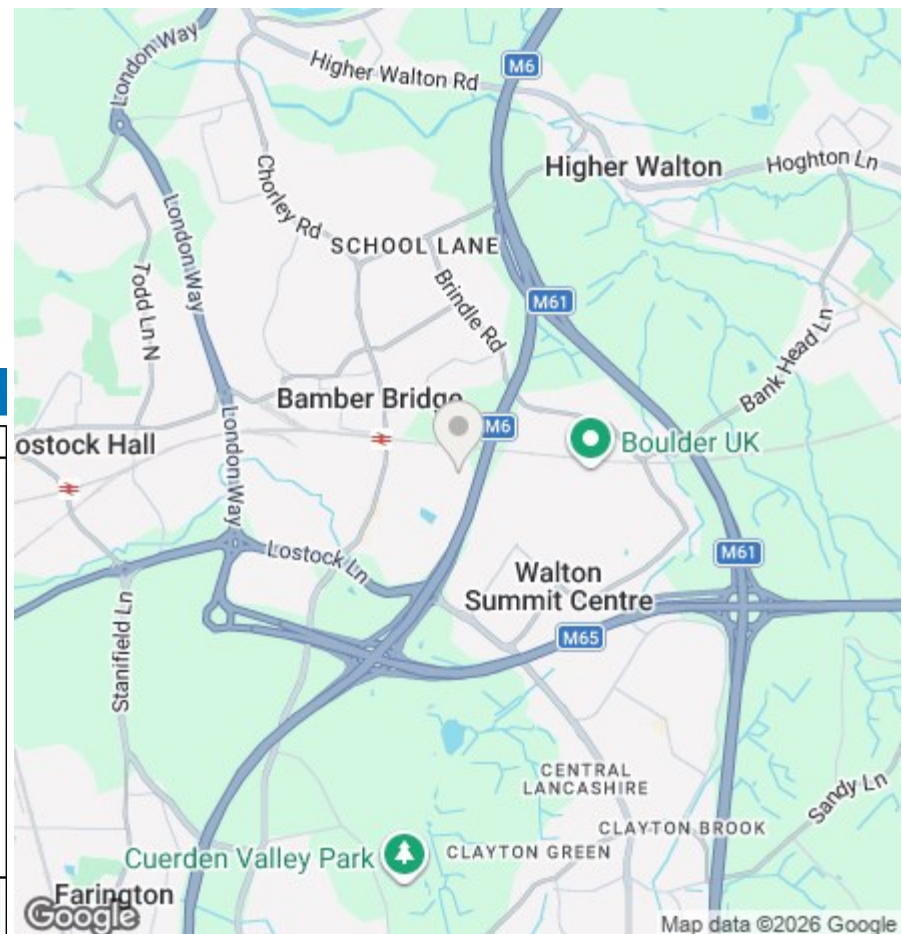 London Way
Higher Walton Rd
M6
Higher Walton
Hoghton Ln
Chorley Rd
SCHOOL LANE
London Way
Todd Ln N
Brindle Rd
M61
Bank Head Ln
Bamber Bridge
M6
Boulder UK
ostock Hall
London Way
Lostock Ln
M61
Walton
Summit Centre
M65
Stanifield Ln
CENTRAL
LANCASHIRE
Sandy Ln
CLAYTON BROOK
Cuerden Valley Park
CLAYTON GREEN
Farington
Google
Map data ©2026 Google